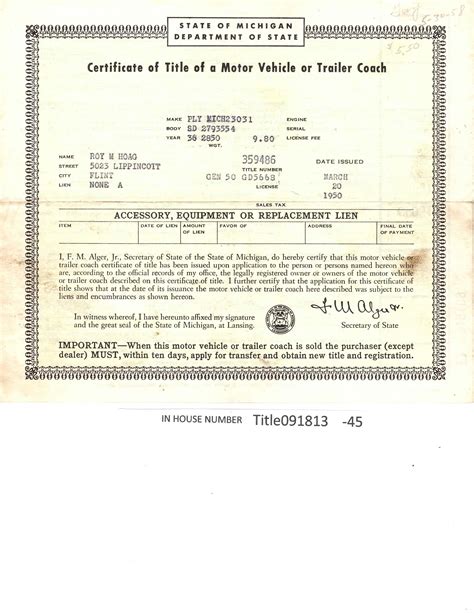 STATE OF MICHIGAN
DEPARTMENT OF STATE
5-30-58
$5.50
Certificate of Title of a Motor Vehicle or Trailer Coach
MAKE PLY MICH23031 ENGINE
BODY SD 2793554 SERIAL
YEAR 36 2850 9.80 LICENSE FEE
WGT.
NAME ROY M HOAG 359486 DATE ISSUED
STREET 5023 LIPPINCOTT TITLE NUMBER
CITY FLINT GEN 50 GD5668 MARCH
LIEN NONE A LICENSE 20
1950
SALES TAX
ACCESSORY, EQUIPMENT OR REPLACEMENT LIEN
ITEM DATE OF LIEN AMOUNT OF LIEN FAVOR OF ADDRESS FINAL DATE OF PAYMENT
I, F. M. Alger, Jr., Secretary of State of the State of Michigan, do hereby certify that this motor vehicle or
trailer coach certificate of title has been issued upon application to the person or persons named hereon who
are, according to the official records of my office, the legally registered owner or owners of the motor vehicle
or trailer coach described on this certificate of title. I further certify that the application for this certificate of
title shows that at the date of its issuance the motor vehicle or trailer coach here described was subject to the
liens and encumbrances as shown hereon.
In witness whereof, I have hereunto affixed my signature
and the great seal of the State of Michigan, at Lansing.
F M Alger Jr.
Secretary of State
IMPORTANT—When this motor vehicle or trailer coach is sold the purchaser (except
dealer) MUST, within ten days, apply for transfer and obtain new title and registration.
IN HOUSE NUMBER Title091813 -45